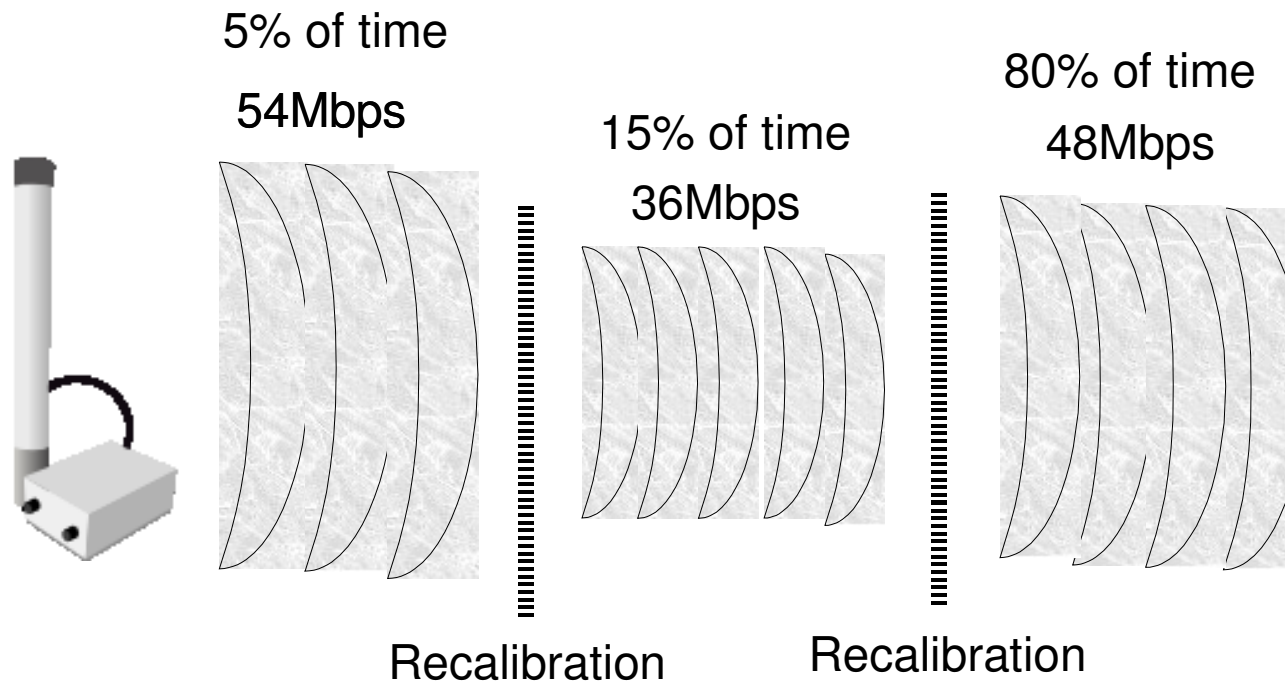 5% of time
54Mbps
15% of time
36Mbps
80% of time
48Mbps
Recalibration
Recalibration